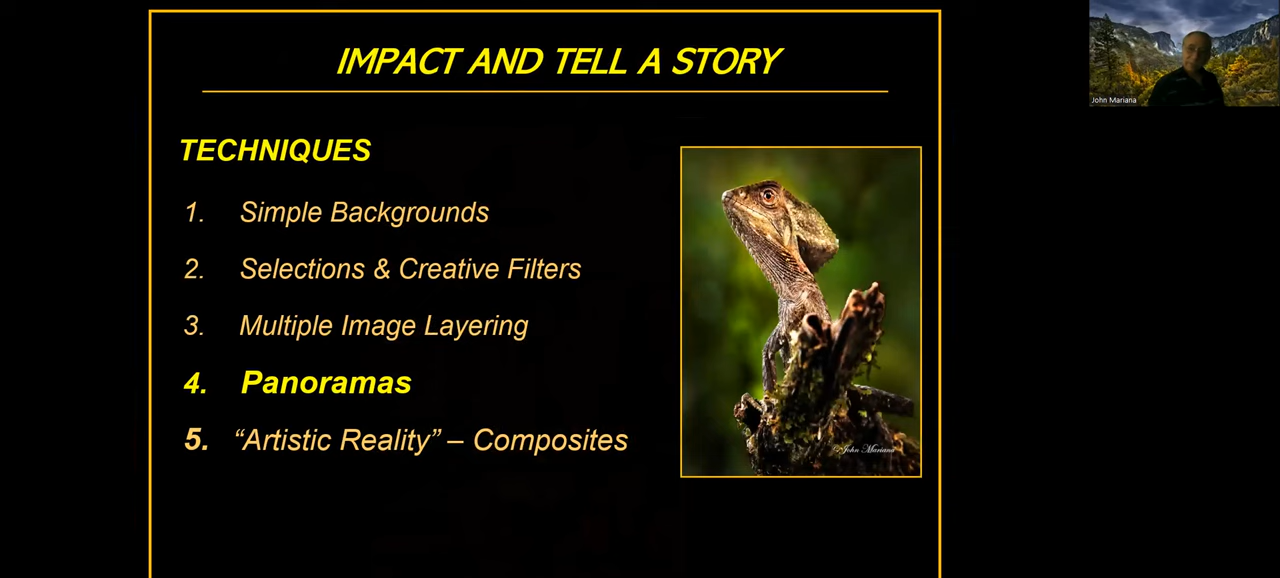 IMPACT AND TELL A STORY
TECHNIQUES
1. Simple Backgrounds
2. Selections & Creative Filters
3. Multiple Image Layering
4. Panoramas
5. “Artistic Reality” – Composites
John Mariana
John Mariana